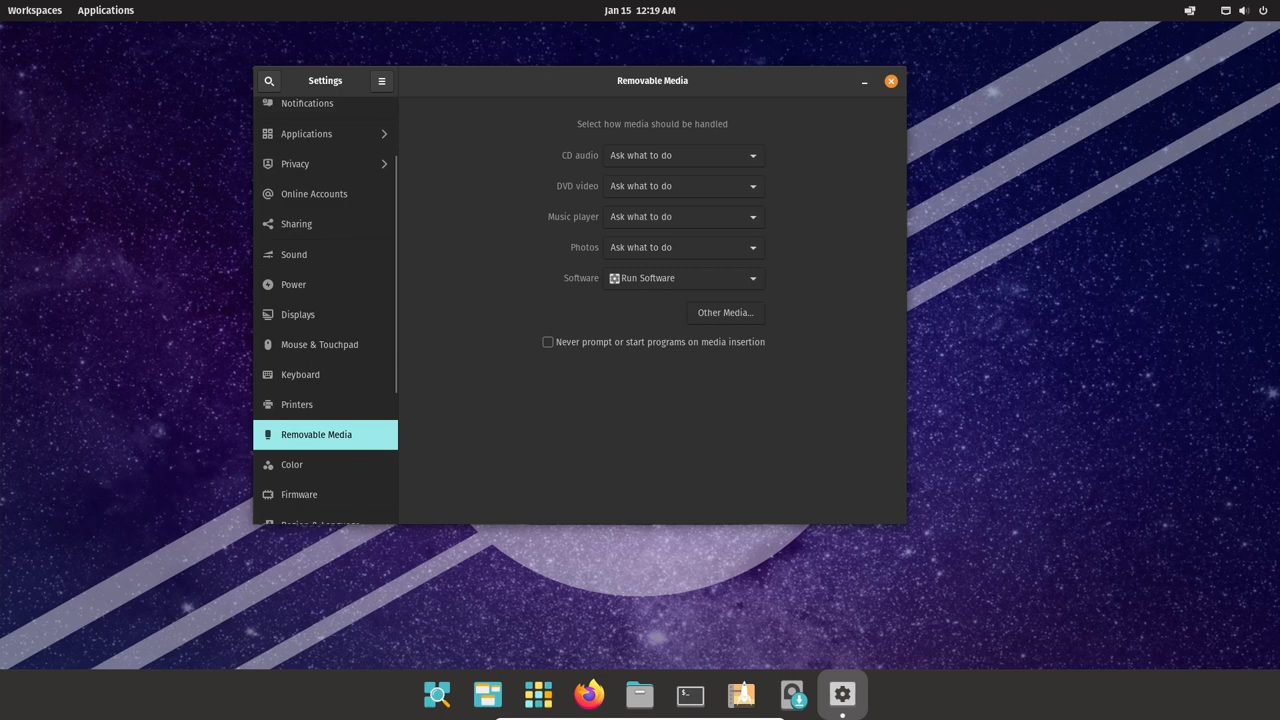 Workspaces Applications Jan 15 12:19 AM
Settings Removable Media
Notifications
Applications
Privacy
Online Accounts
Sharing
Sound
Power
Displays
Mouse & Touchpad
Keyboard
Printers
Removable Media
Color
Firmware
Region & Language
Select how media should be handled
CD audio Ask what to do
DVD video Ask what to do
Music player Ask what to do
Photos Ask what to do
Software Run Software
Other Media...
Never prompt or start programs on media insertion